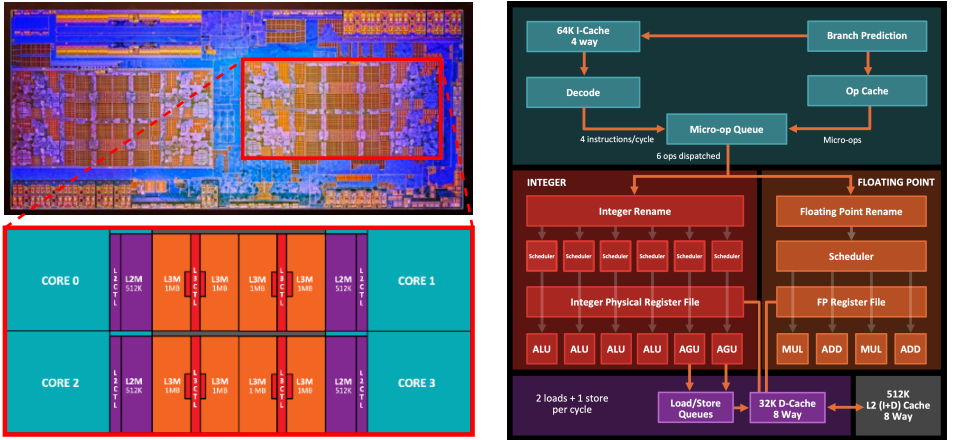 CORE 0
L2CTL
L2M
512K
L3M
1MB
L3CTL
L3M
1MB
L3M
1MB
L3CTL
L3M
1MB
L2M
512K
L2CTL
CORE 1
CORE 2
L2CTL
L2M
512K
L3M
1MB
L3CTL
L3M
1MB
L3M
1MB
L3CTL
L3M
1MB
L2M
512K
L2CTL
CORE 3
64K I-Cache
4 way
Branch Prediction
Decode
Op Cache
Micro-op Queue
4 instructions/cycle
Micro-ops
6 ops dispatched
INTEGER
FLOATING POINT
Integer Rename
Floating Point Rename
Scheduler
Scheduler
Scheduler
Scheduler
Scheduler
Scheduler
Scheduler
Integer Physical Register File
FP Register File
ALU
ALU
ALU
ALU
AGU
AGU
MUL
ADD
MUL
ADD
2 loads + 1 store
per cycle
Load/Store
Queues
32K D-Cache
8 Way
512K
L2 (I+D) Cache
8 Way